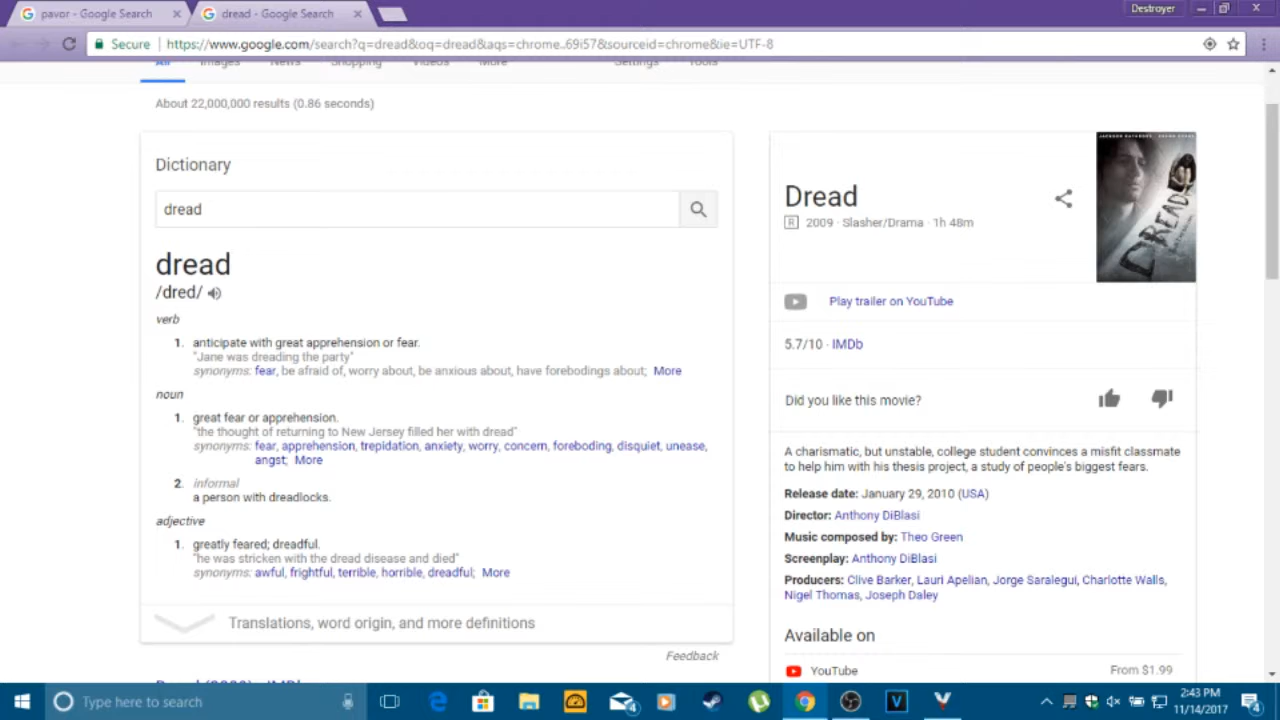 pavor - Google Search
dread - Google Search
Destroyer
Secure
https://www.google.com/search?q=dread&oq=dread&aqs=chrome..69i57&sourceid=chrome&ie=UTF-8
All Images News Shopping Videos More Settings Tools
About 22,000,000 results (0.86 seconds)
Dictionary
dread
dread
/dred/
verb
1. anticipate with great apprehension or fear.
"Jane was dreading the party"
synonyms: fear, be afraid of, worry about, be anxious about, have forebodings about; More
noun
1. great fear or apprehension.
"the thought of returning to New Jersey filled her with dread"
synonyms: fear, apprehension, trepidation, anxiety, worry, concern, foreboding, disquiet, unease,
angst; More
2. informal
a person with dreadlocks.
adjective
1. greatly feared; dreadful.
"he was stricken with the dread disease and died"
synonyms: awful, frightful, terrible, horrible, dreadful; More
Translations, word origin, and more definitions
Feedback
Dread
R 2009 · Slasher/Drama · 1h 48m
DREAD
Play trailer on YouTube
5.7/10 · IMDb
Did you like this movie?
A charismatic, but unstable, college student convinces a misfit classmate
to help him with his thesis project, a study of people's biggest fears.
Release date: January 29, 2010 (USA)
Director: Anthony DiBlasi
Music composed by: Theo Green
Screenplay: Anthony DiBlasi
Producers: Clive Barker, Lauri Apelian, Jorge Saralegui, Charlotte Walls,
Nigel Thomas, Joseph Daley
Available on
YouTube From $1.99
Type here to search
4
V
2:43 PM
11/14/2017
4